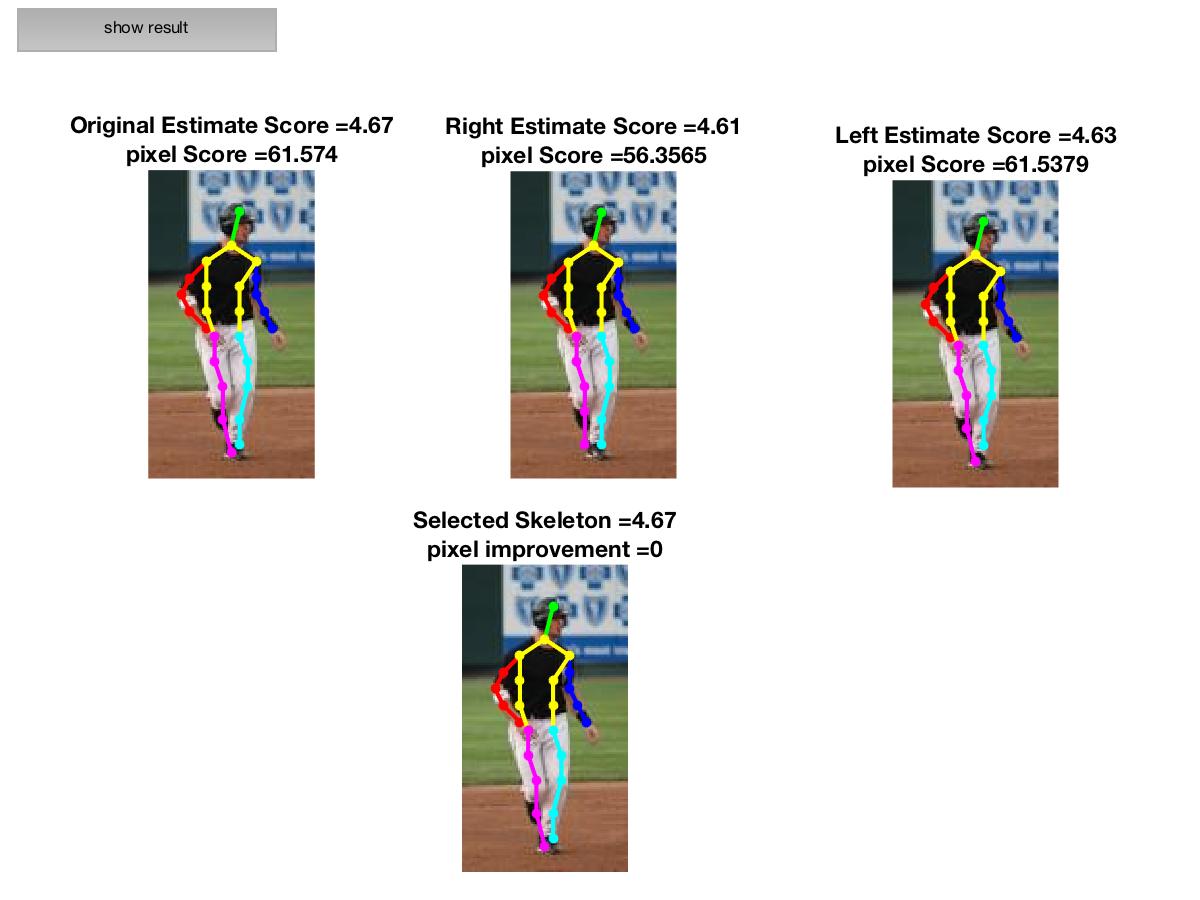 show result
Original Estimate Score =4.67
pixel Score =61.574
Right Estimate Score =4.61
pixel Score =56.3565
Left Estimate Score =4.63
pixel Score =61.5379
Selected Skeleton =4.67
pixel improvement =0